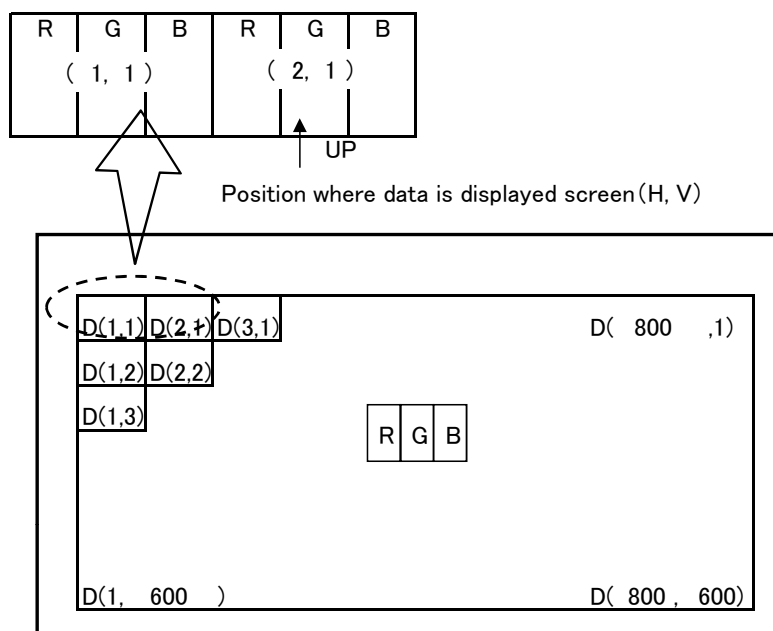 R G B R G B
( 1, 1 ) ( 2, 1 )
UP
Position where data is displayed screen(H, V)
D(1,1) D(2,1) D(3,1) D( 800 ,1)
D(1,2) D(2,2)
D(1,3)
R G B
D(1, 600 ) D( 800 , 600)